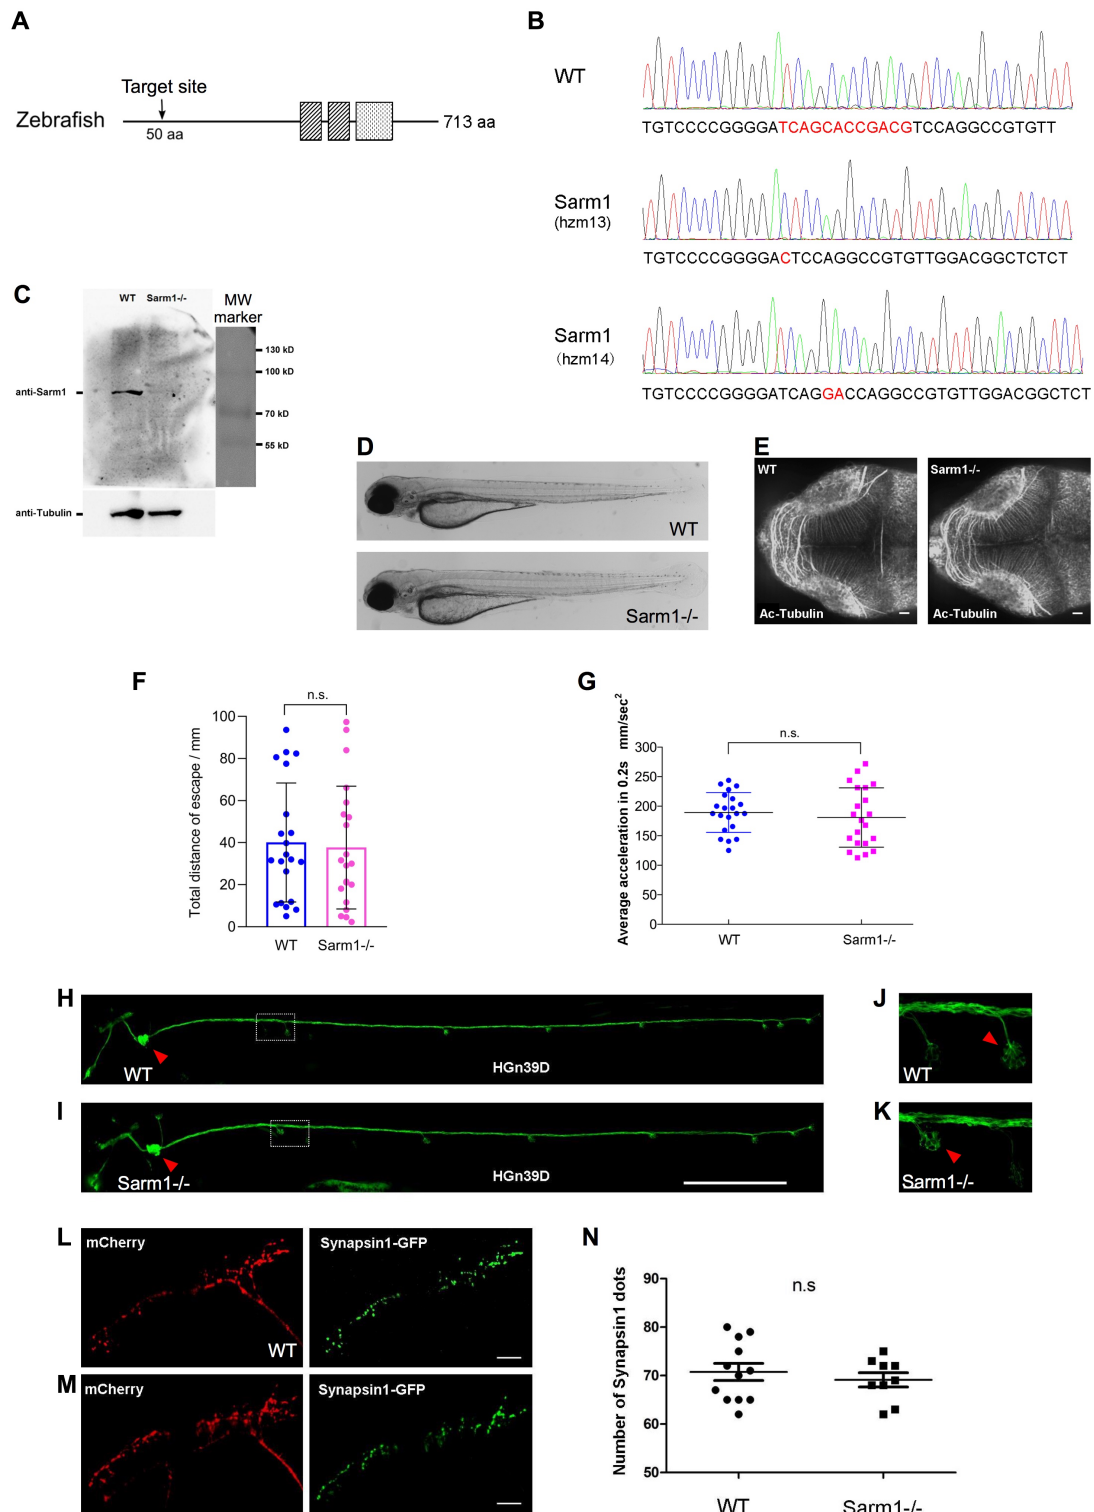 A
Target site
Zebrafish
50 aa
713 aa
B
WT
TGTCCCCGGGGATCAGCACCGACGTCCAGGCCGTGTT
Sarm1
(hzm13)
TGTCCCCGGGGACTCCAGGCCGTGTTGGACGGCTCTCT
Sarm1
(hzm14)
TGTCCCCGGGGATCAGGACCAGGCCGTGTTGGACGGCTCT
C
WT Sarm1-/-
MW
marker
130 kD
100 kD
anti-Sarm1
70 kD
55 kD
anti-Tubulin
D
WT
Sarm1-/-
E
WT
Ac-Tubulin
Sarm1-/-
Ac-Tubulin
F
n.s.
Total distance of escape / mm
100
80
60
40
20
0
WT Sarm1-/-
G
n.s.
Average acceleration in 0.2s mm/sec²
300
250
200
150
100
50
0
WT Sarm1-/-
H
WT
HGn39D
I
Sarm1-/-
HGn39D
J
WT
K
Sarm1-/-
L
mCherry
WT
Synapsin1-GFP
M
mCherry
Synapsin1-GFP
N
n.s
Number of Synapsin1 dots
90
80
70
60
50
WT Sarm1-/-